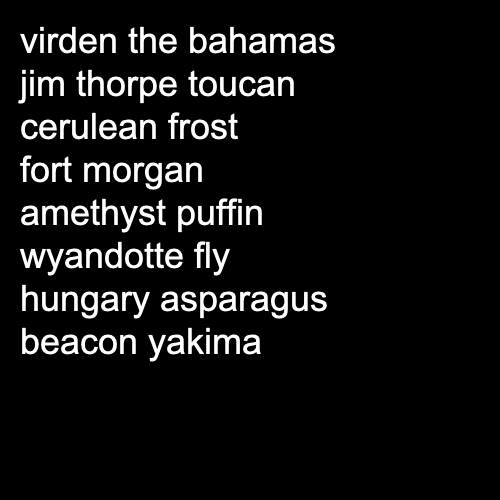 virden the bahamas
jim thorpe toucan
cerulean frost
fort morgan
amethyst puffin
wyandotte fly
hungary asparagus
beacon yakima